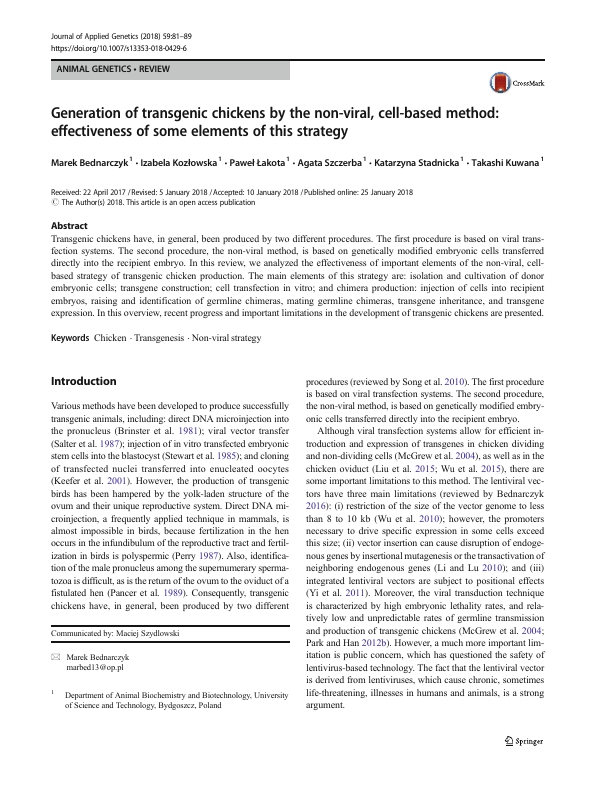 Journal of Applied Genetics (2018) 59:81–89
https://doi.org/10.1007/s13353-018-0429-6
ANIMAL GENETICS • REVIEW
CrossMark
Generation of transgenic chickens by the non-viral, cell-based method:
effectiveness of some elements of this strategy
Marek Bednarczyk1 · Izabela Kozłowska1 · Paweł Łakota1 · Agata Szczerba1 · Katarzyna Stadnicka1 · Takashi Kuwana1
Received: 22 April 2017 / Revised: 5 January 2018 / Accepted: 10 January 2018 / Published online: 25 January 2018
© The Author(s) 2018. This article is an open access publication
Abstract
Transgenic chickens have, in general, been produced by two different procedures. The first procedure is based on viral trans-
fection systems. The second procedure, the non-viral method, is based on genetically modified embryonic cells transferred
directly into the recipient embryo. In this review, we analyzed the effectiveness of important elements of the non-viral, cell-
based strategy of transgenic chicken production. The main elements of this strategy are: isolation and cultivation of donor
embryonic cells; transgene construction; cell transfection in vitro; and chimera production: injection of cells into recipient
embryos, raising and identification of germline chimeras, mating germline chimeras, transgene inheritance, and transgene
expression. In this overview, recent progress and important limitations in the development of transgenic chickens are presented.
Keywords Chicken · Transgenesis · Non-viral strategy
Introduction
Various methods have been developed to produce successfully
transgenic animals, including: direct DNA microinjection into
the pronucleus (Brinster et al. 1981); viral vector transfer
(Salter et al. 1987); injection of in vitro transfected embryonic
stem cells into the blastocyst (Stewart et al. 1985); and cloning
of transfected nuclei transferred into enucleated oocytes
(Keefer et al. 2001). However, the production of transgenic
birds has been hampered by the yolk-laden structure of the
ovum and their unique reproductive system. Direct DNA mi-
croinjection, a frequently applied technique in mammals, is
almost impossible in birds, because fertilization in the hen
occurs in the infundibulum of the reproductive tract and fertil-
ization in birds is polyspermic (Perry 1987). Also, identifica-
tion of the male pronucleus among the supernumerary sperma-
tozoa is difficult, as is the return of the ovum to the oviduct of a
fistulated hen (Pancer et al. 1989). Consequently, transgenic
chickens have, in general, been produced by two different
Communicated by: Maciej Szydlowski
✉ Marek Bednarczyk
marbed13@op.pl
1 Department of Animal Biochemistry and Biotechnology, University
of Science and Technology, Bydgoszcz, Poland
procedures (reviewed by Song et al. 2010). The first procedure
is based on viral transfection systems. The second procedure,
the non-viral method, is based on genetically modified embry-
onic cells transferred directly into the recipient embryo.
Although viral transfection systems allow for efficient in-
troduction and expression of transgenes in chicken dividing
and non-dividing cells (McGrew et al. 2004), as well as in the
chicken oviduct (Liu et al. 2015; Wu et al. 2015), there are
some important limitations to this method. The lentiviral vec-
tors have three main limitations (reviewed by Bednarczyk
2016): (i) restriction of the size of the vector genome to less
than 8 to 10 kb (Wu et al. 2010); however, the promoters
necessary to drive specific expression in some cells exceed
this size; (ii) vector insertion can cause disruption of endoge-
nous genes by insertional mutagenesis or the transactivation of
neighboring endogenous genes (Li and Lu 2010); and (iii)
integrated lentiviral vectors are subject to positional effects
(Yi et al. 2011). Moreover, the viral transduction technique
is characterized by high embryonic lethality rates, and rela-
tively low and unpredictable rates of germline transmission
and production of transgenic chickens (McGrew et al. 2004;
Park and Han 2012b). However, a much more important lim-
itation is public concern, which has questioned the safety of
lentivirus-based technology. The fact that the lentiviral vector
is derived from lentiviruses, which cause chronic, sometimes
life-threatening, illnesses in humans and animals, is a strong
argument.
Springer